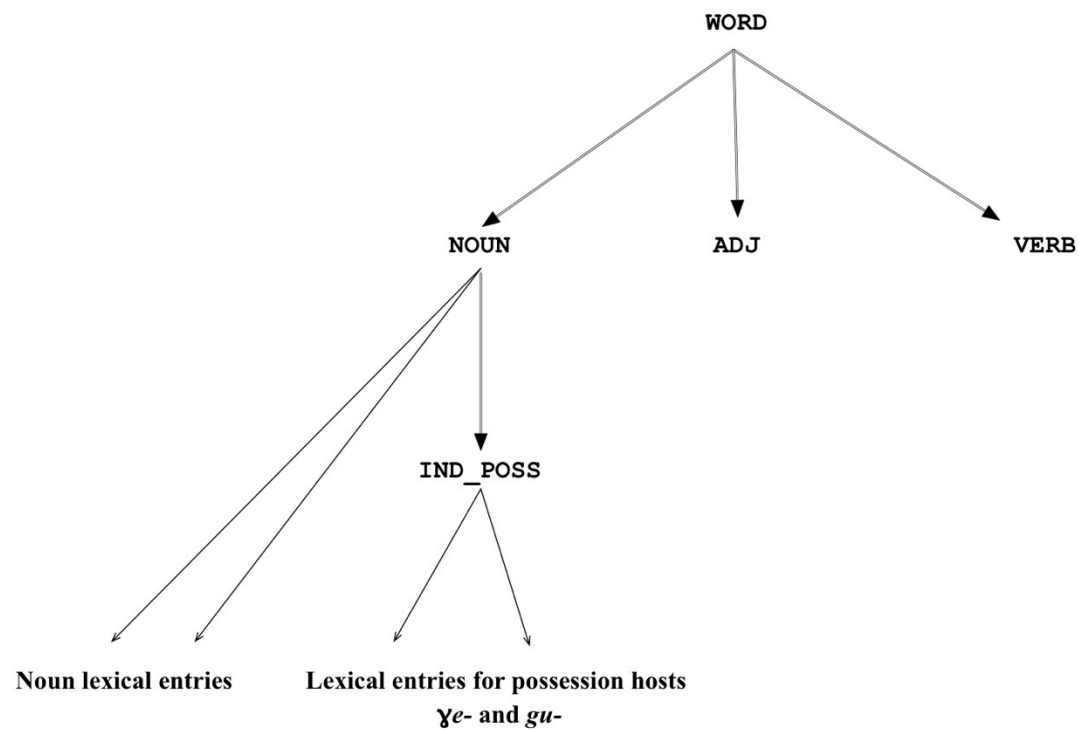 WORD
NOUN ADJ VERB
IND_POSS
Noun lexical entries Lexical entries for possession hosts
ɣe- and gu-